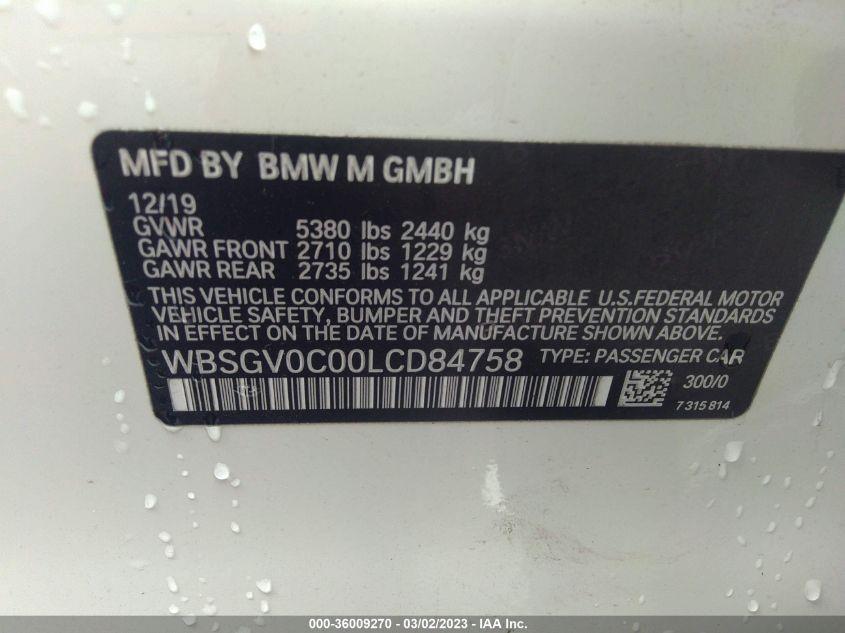 MFD BY BMW M GMBH
12/19
GVWR 5380 lbs 2440 kg
GAWR FRONT 2710 lbs 1229 kg
GAWR REAR 2735 lbs 1241 kg
THIS VEHICLE CONFORMS TO ALL APPLICABLE U.S.FEDERAL MOTOR
VEHICLE SAFETY, BUMPER AND THEFT PREVENTION STANDARDS
IN EFFECT ON THE DATE OF MANUFACTURE SHOWN ABOVE.
WBSGV0C00LCD84758 TYPE: PASSENGER CAR
300/0
7 315 814
000-36009270 - 03/02/2023 - IAA Inc.